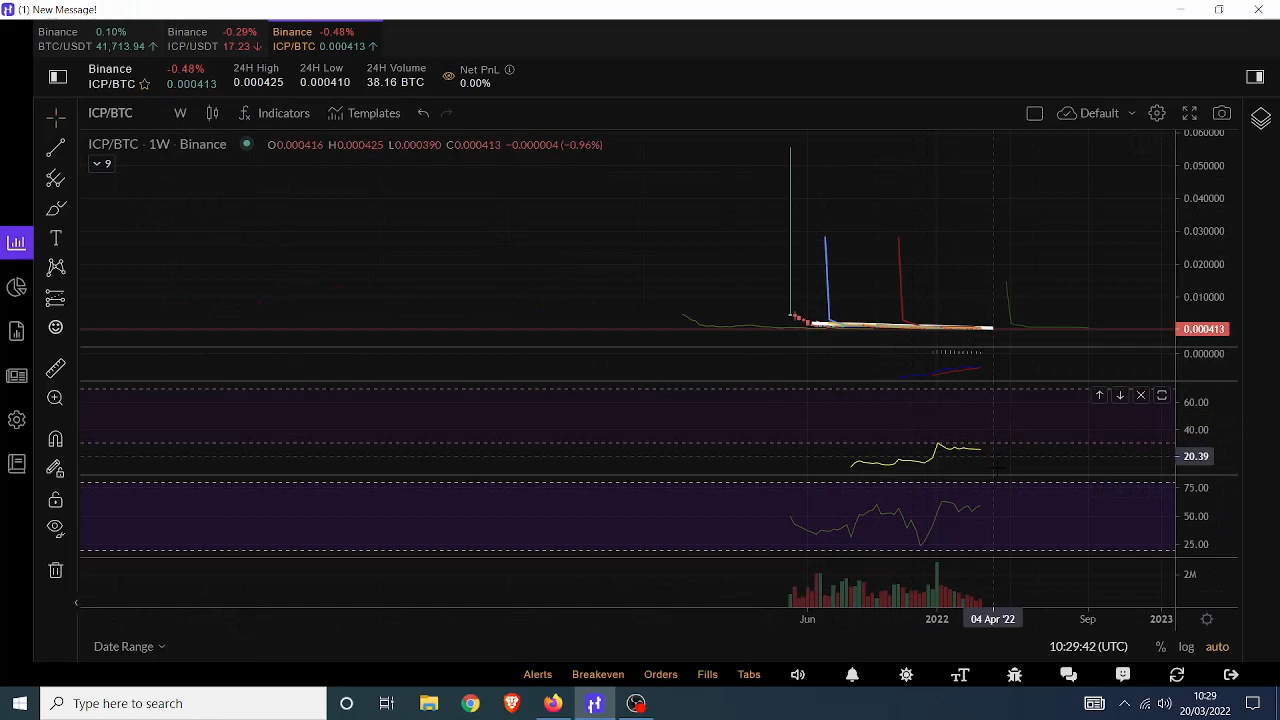 (1) New Message!
Binance 0.10%
BTC/USDT 41,713.94 ↑
Binance -0.29%
ICP/USDT 17.23 ↓
Binance -0.48%
ICP/BTC 0.000413 ↑
Binance -0.48% 24H High 24H Low 24H Volume Net PnL
ICP/BTC 0.000413 0.000425 0.000410 38.16 BTC 0.00%
ICP/BTC W Indicators Templates Default
ICP/BTC · 1W · Binance O0.000416 H0.000425 L0.000390 C0.000413 −0.000004 (−0.96%)
9
0.060000
0.050000
0.040000
0.030000
0.020000
0.010000
0.000413
0.000000
60.00
40.00
20.39
75.00
50.00
25.00
2M
Jun 2022 04 Apr '22 Sep 2023
Date Range 10:29:42 (UTC) % log auto
Alerts Breakeven Orders Fills Tabs
Type here to search
10:29
20/03/2022